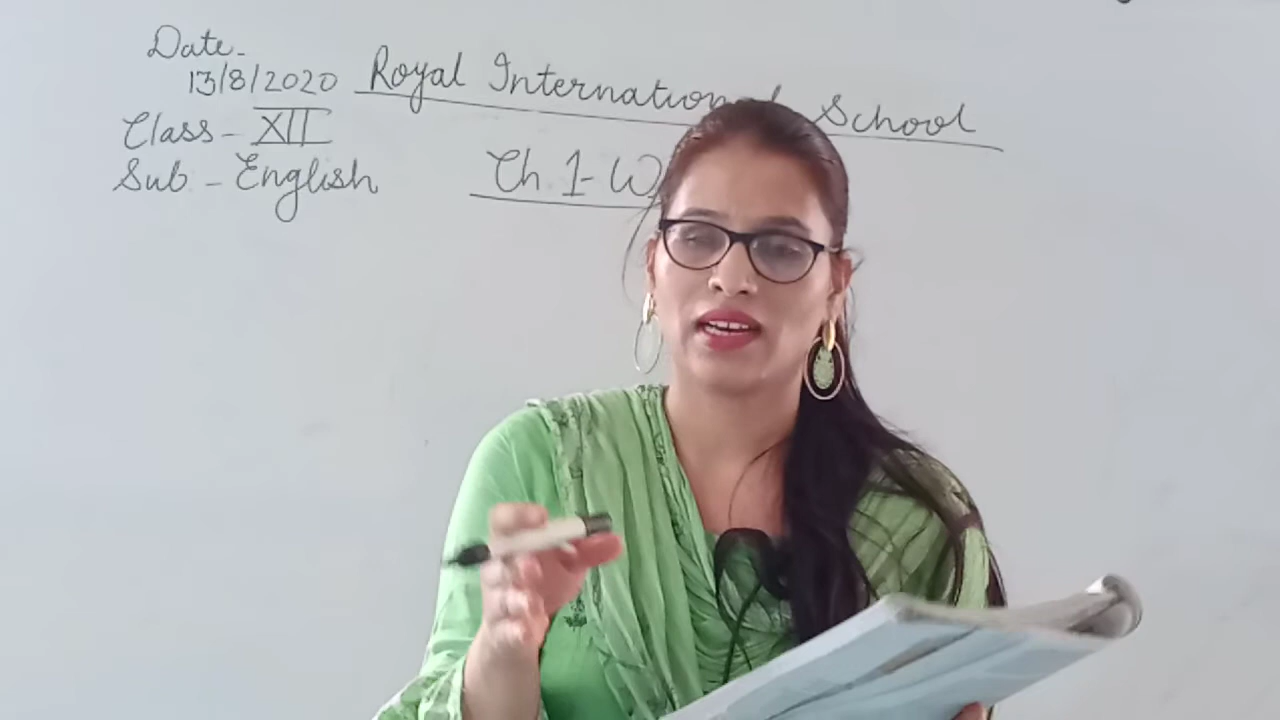 Date-
13/8/2020
Royal International School
Class - XII
Sub - English
Ch 1-